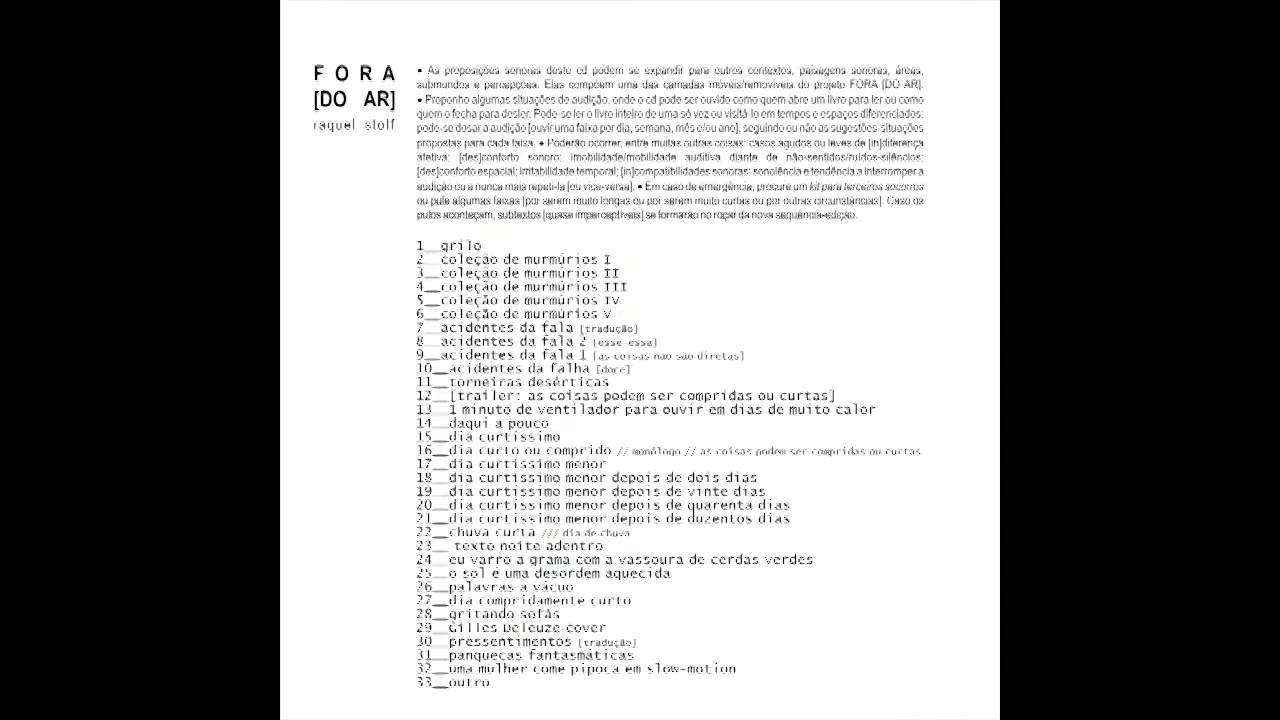 FORA
[DO AR]
raquel stolf
• As proposições sonoras deste cd podem se expandir para outros contextos, paisagens sonoras, áreas,
submundos e percepções. Elas compõem uma das camadas móveis/removíveis do projeto FORA [DO AR].
• Proponho algumas situações de audição, onde o cd pode ser ouvido como quem abre um livro para ler ou como
quem o fecha para desler. Pode-se ler o livro inteiro de uma só vez ou visitá-lo em tempos e espaços diferenciados:
pode-se dosar a audição [ouvir uma faixa por dia, semana, mês e/ou ano], seguindo ou não as sugestões-situações
propostas para cada faixa. • Poderão ocorrer, entre muitas outras coisas: casos agudos ou leves de [in]diferença
afetiva; [des]conforto sonoro; imobilidade/mobilidade auditiva diante de não-sentidos/ruídos-silêncios;
[des]conforto espacial; irritabilidade temporal; [in]compatibilidades sonoras; sonolência e tendência a interromper a
audição ou a nunca mais repeti-la [ou vice-versa]. • Em caso de emergência, procure um kit para terceiros socorros
ou pule algumas faixas [por serem muito longas ou por serem muito curtas ou por outras circunstâncias]. Caso os
pulos aconteçam, subtextos [quase imperceptíveis] se formarão no roçar da nova sequência-edição.
1__grilo
2__coleção de murmúrios I
3__coleção de murmúrios II
4__coleção de murmúrios III
5__coleção de murmúrios IV
6__coleção de murmúrios V
7__acidentes da fala [tradução]
8__acidentes da fala 2 [esse-essa]
9__acidentes da fala 1 [as coisas não são diretas]
10__acidentes da falha [doce]
11__torneiras desérticas
12__[trailer: as coisas podem ser compridas ou curtas]
13__1 minuto de ventilador para ouvir em dias de muito calor
14__daqui a pouco
15__dia curtíssimo
16__dia curto ou comprido // monólogo // as coisas podem ser compridas ou curtas
17__dia curtíssimo menor
18__dia curtíssimo menor depois de dois dias
19__dia curtíssimo menor depois de vinte dias
20__dia curtíssimo menor depois de quarenta dias
21__dia curtíssimo menor depois de duzentos dias
22__chuva curta /// dia de chuva
23__ texto noite adentro
24__eu varro a grama com a vassoura de cerdas verdes
25__o sol é uma desordem aquecida
26__palavras a vácuo
27__dia compridamente curto
28__gritando sofás
29__Gilles Deleuze-cover
30__pressentimentos [tradução]
31__panquecas fantasmáticas
32__uma mulher come pipoca em slow-motion
33__outro